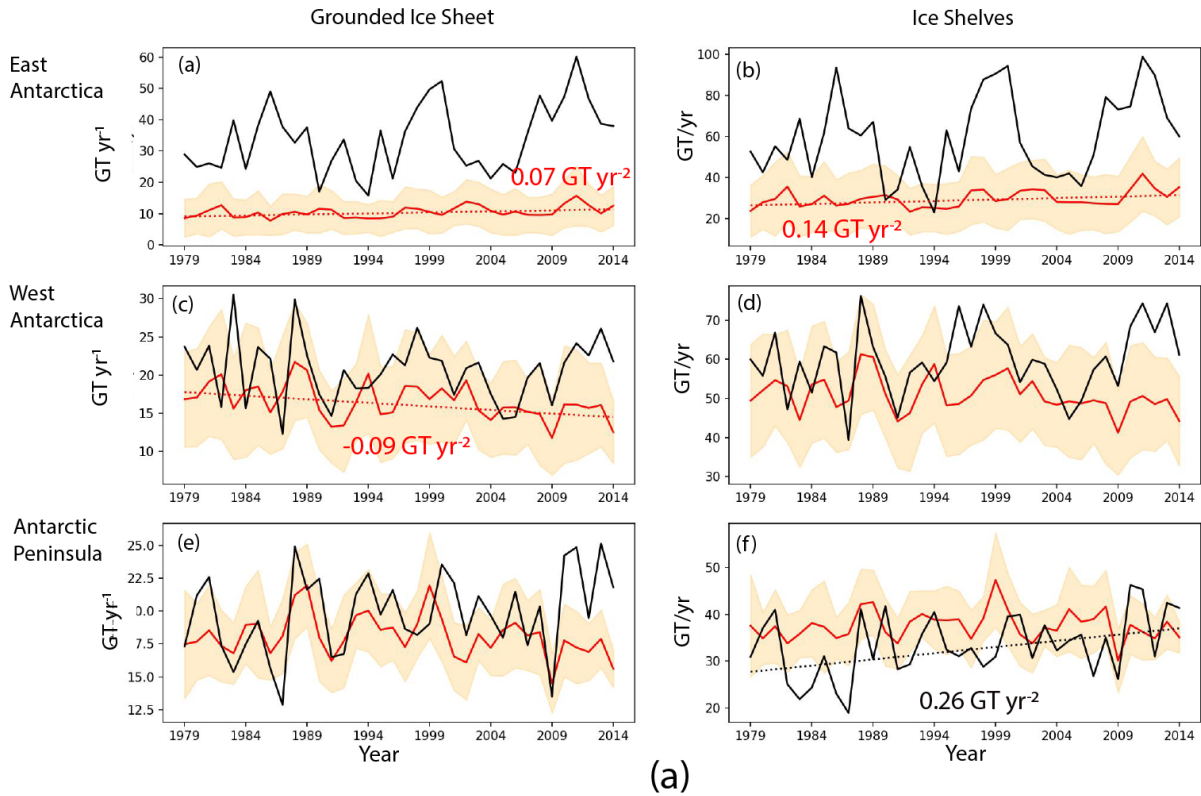 Grounded Ice Sheet
Ice Shelves
East
Antarctica
(a)
60
50
40
30
20
10
0
GT yr-1
0.07 GT yr-2
1979 1984 1989 1994 1999 2004 2009 2014
(b)
100
80
60
40
20
GT/yr
0.14 GT yr-2
1979 1984 1989 1994 1999 2004 2009 2014
West
Antarctica
(c)
30
25
20
15
10
GT yr-1
-0.09 GT yr-2
1979 1984 1989 1994 1999 2004 2009 2014
(d)
70
60
50
40
30
GT/yr
1979 1984 1989 1994 1999 2004 2009 2014
Antarctic
Peninsula
(e)
25.0
22.5
0.0
7.5
15.0
12.5
GT yr-1
1979 1984 1989 1994 1999 2004 2009 2014
Year
(f)
50
40
30
20
GT/yr
0.26 GT yr-2
1979 1984 1989 1994 1999 2004 2009 2014
Year
(a)